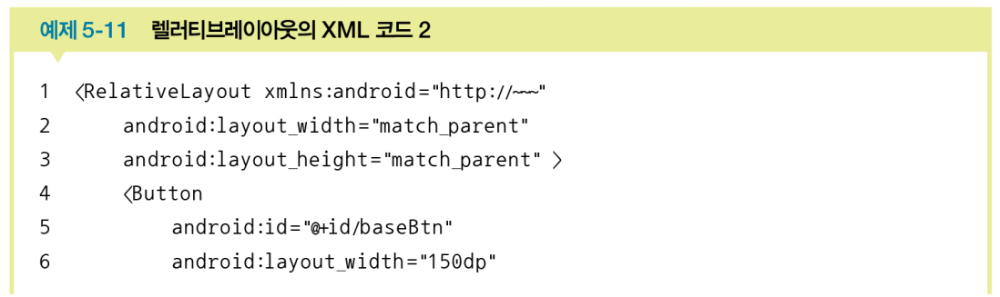 예제 5-11 렐러티브레이아웃의 XML 코드 2
1 <RelativeLayout xmlns:android="http://~~~"
2 android:layout_width="match_parent"
3 android:layout_height="match_parent" >
4 <Button
5 android:id="@+id/baseBtn"
6 android:layout_width="150dp"